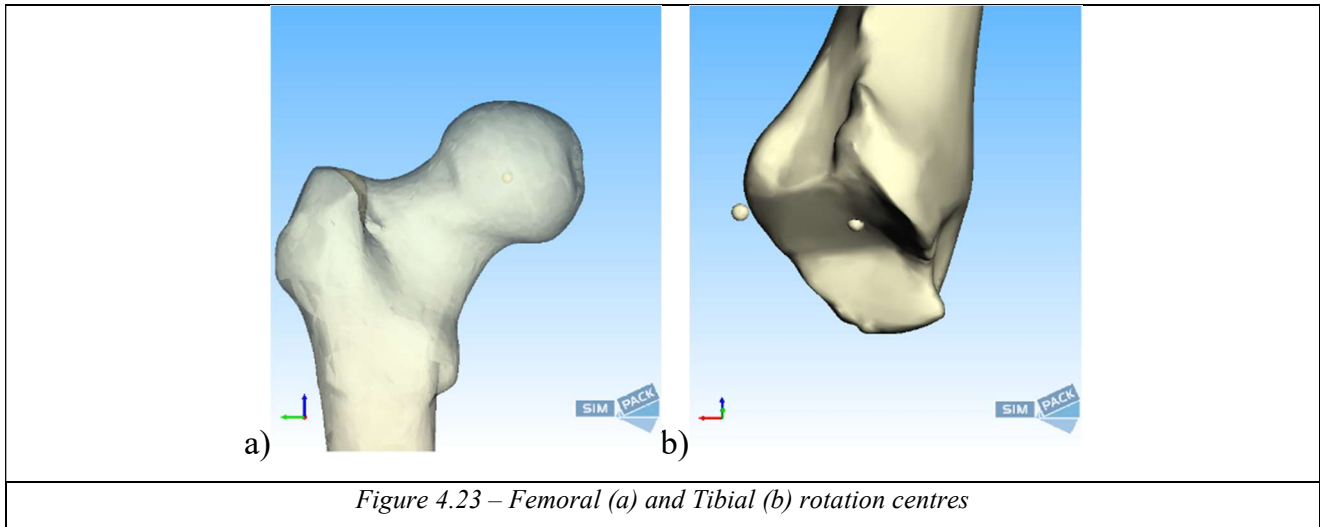 SIM PACK
SIM PACK
a)
b)
Figure 4.23 – Femoral (a) and Tibial (b) rotation centres